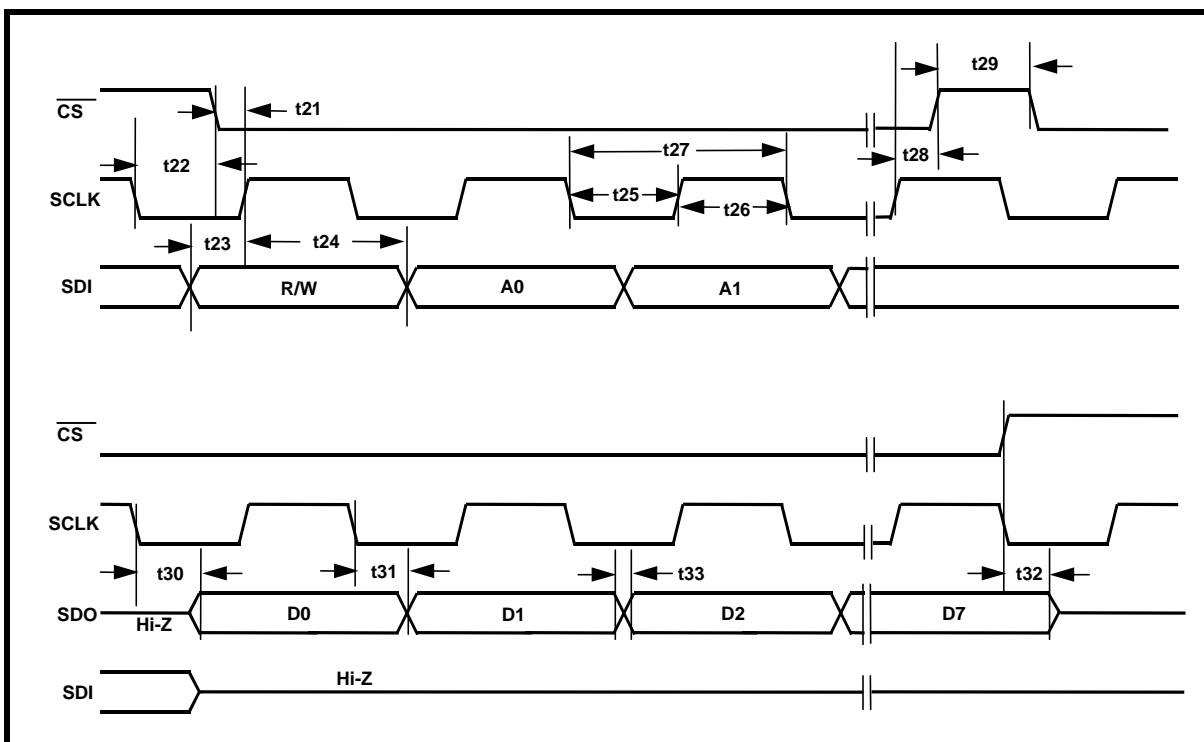 t29
CS
t21
t27
t28
t22
SCLK
t25
t26
t23
t24
SDI
R/W
A0
A1
CS
SCLK
t30
t31
t33
t32
SDO
Hi-Z
D0
D1
D2
D7
SDI
Hi-Z